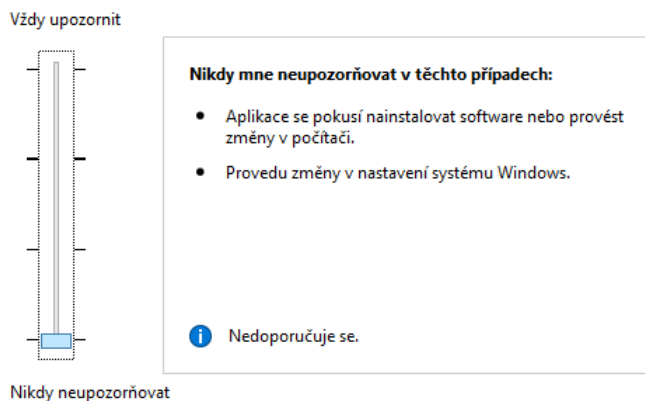 Vždy upozornit
Nikdy mne neupozorňovat v těchto případech:
Aplikace se pokusí nainstalovat software nebo provést
změny v počítači.
Provedu změny v nastavení systému Windows.
Nedoporučuje se.
Nikdy neupozorňovat